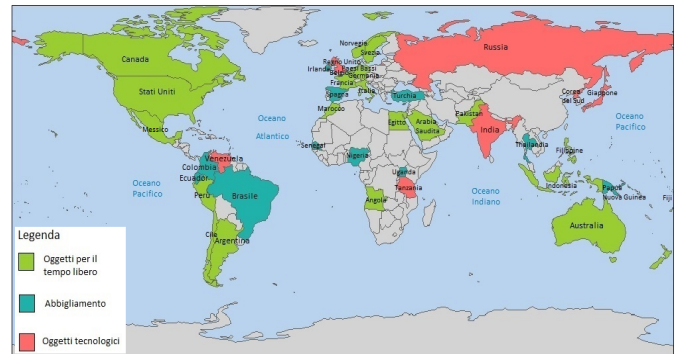 Canada
Stati Uniti
Messico
Norvegia
Svezia
Regno Unito
Irlanda
Paesi Bassi
Belgio
Germania
Francia
Spagna
Italia
Turchia
Russia
Marocco
Egitto
Arabia
Saudita
Pakistan
India
Corea
del Sud
Giappone
Oceano
Atlantico
Oceano
Pacifico
Senegal
Nigeria
Uganda
Tanzania
Angola
Thailandia
Filippine
Indonesia
Papua
Nuova Guinea
Fiji
Venezuela
Colombia
Ecuador
Perù
Brasile
Cile
Argentina
Oceano
Pacifico
Oceano
Indiano
Australia
Legenda
Oggetti per il
tempo libero
Abbigliamento
Oggetti tecnologici